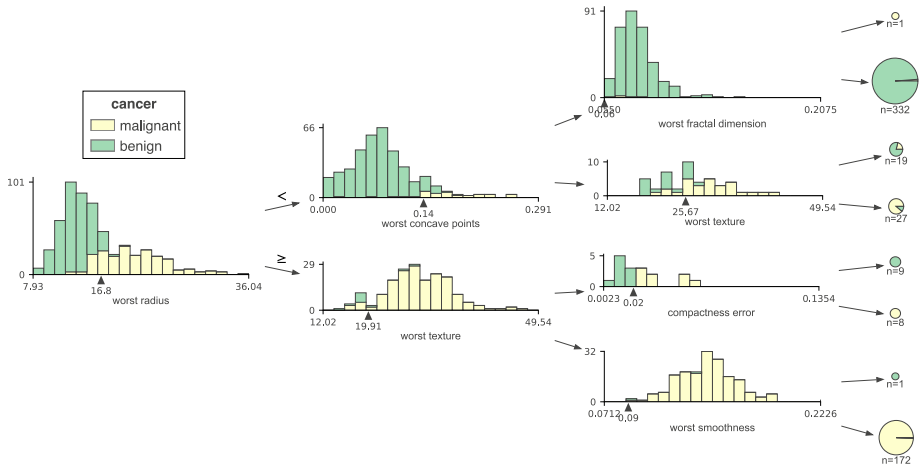 cancer
malignant
benign
101
7.93
16.8
36.04
worst radius
<
≥
66
0
0.000
0.14
0.291
worst concave points
29
0
12.02
19.91
49.54
worst texture
91
0
0.0550
0.06
0.2075
worst fractal dimension
10
0
12.02
25.67
49.54
worst texture
5
0
0.0023
0.02
0.1354
compactness error
32
0
0.0712
0.09
0.2226
worst smoothness
n=1
n=332
n=19
n=27
n=9
n=8
n=1
n=172
0